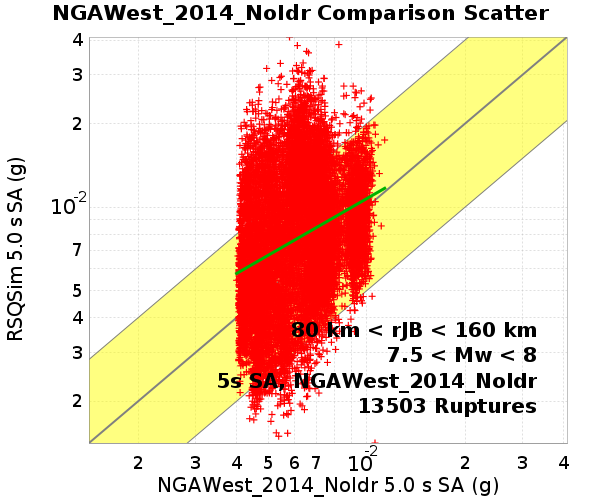 NGAWest_2014_NoIdr Comparison Scatter
4
3
2
10-2
7
5
4
3
2
RSQSim 5.0 s SA (g)
80 km < rJB < 160 km
7.5 < Mw < 8
5s SA, NGAWest_2014_NoIdr
13503 Ruptures
2 3 4 5 6 7 10-2 2 3 4
NGAWest_2014_NoIdr 5.0 s SA (g)